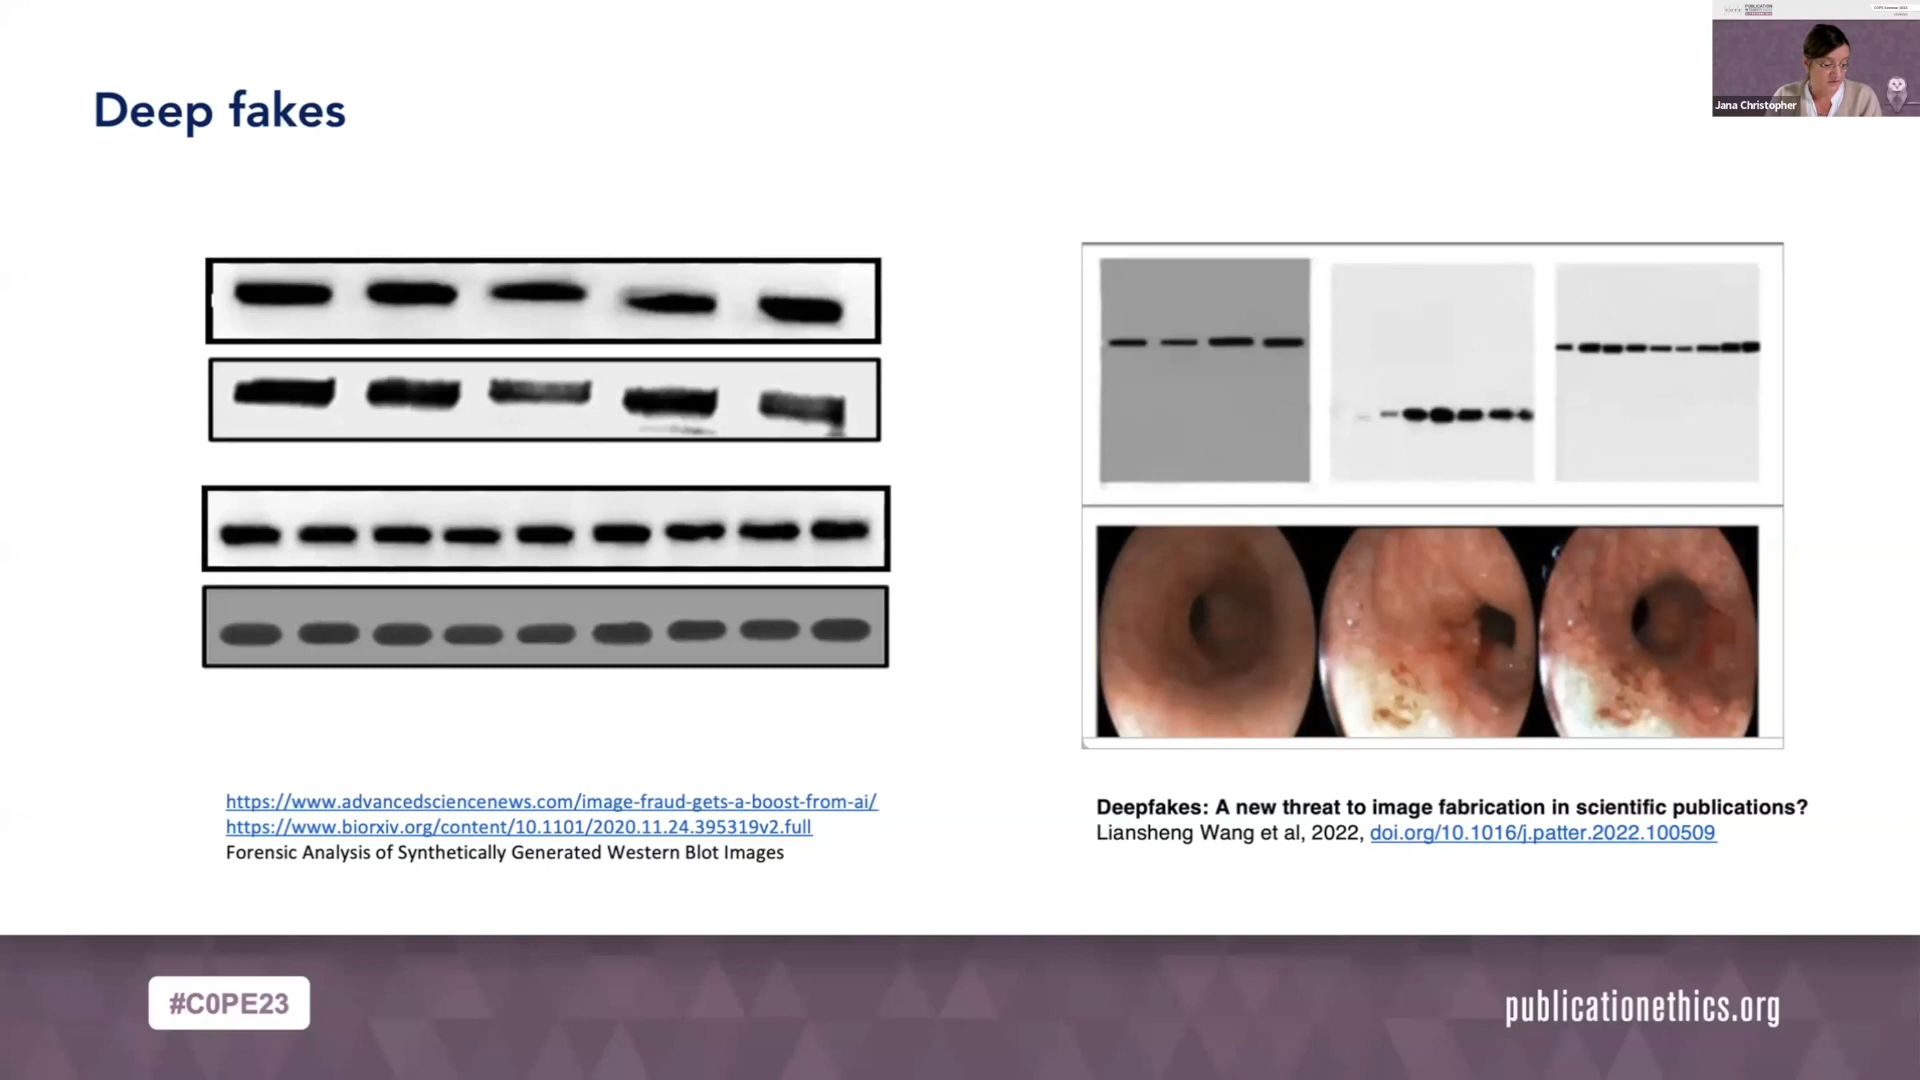 Deep fakes
PUBLICATION
Jana Christopher
https://www.advancedsciencenews.com/image-fraud-gets-a-boost-from-ai/
https://www.biorxiv.org/content/10.1101/2020.11.24.395319v2.full
Forensic Analysis of Synthetically Generated Western Blot Images
Deepfakes: A new threat to image fabrication in scientific publications?
Liansheng Wang et al, 2022, doi.org/10.1016/j.patter.2022.100509
#C0PE23
publicationethics.org